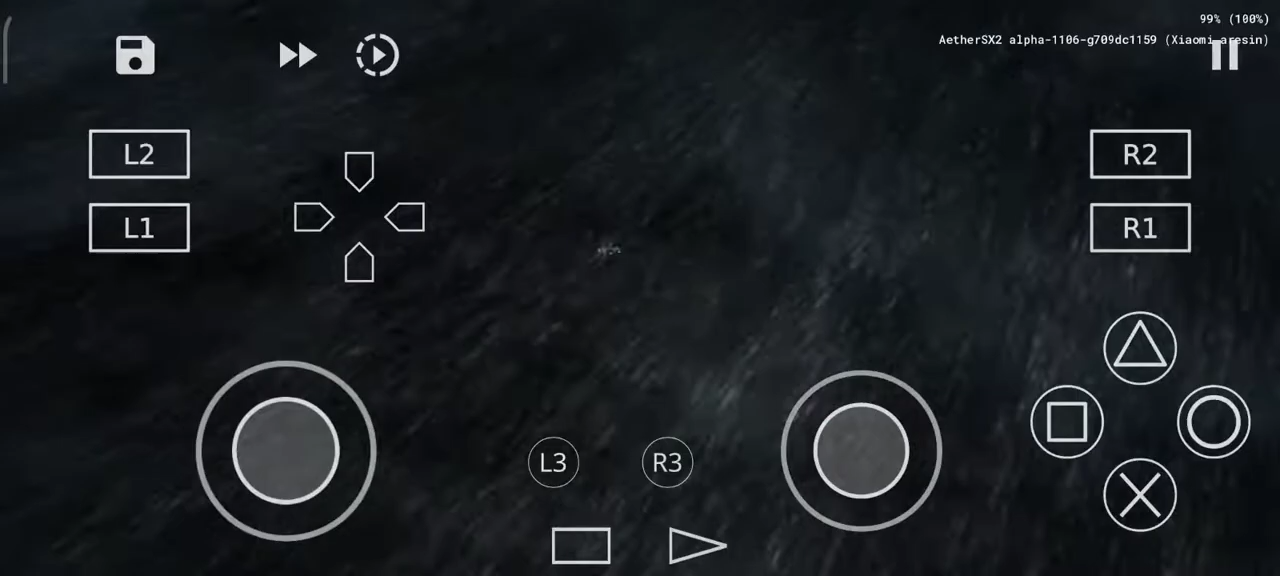 99% (100%)
AetherSX2 alpha-1106-g709dc1159 (Xiaomi aresin)
L2
R2
L1
R1
L3
R3